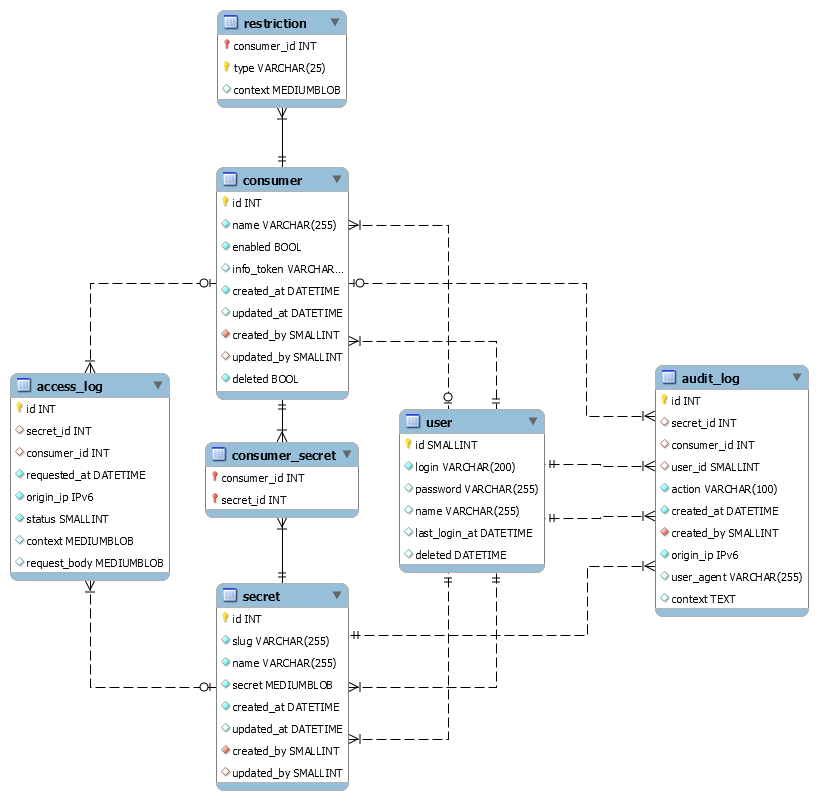 restriction
consumer_id INT
type VARCHAR(25)
context MEDIUMBLOB
consumer
id INT
name VARCHAR(255)
enabled BOOL
info_token VARCHAR...
created_at DATETIME
updated_at DATETIME
created_by SMALLINT
updated_by SMALLINT
deleted BOOL
access_log
id INT
secret_id INT
consumer_id INT
requested_at DATETIME
origin_ip IPv6
status SMALLINT
context MEDIUMBLOB
request_body MEDIUMBLOB
consumer_secret
consumer_id INT
secret_id INT
user
id SMALLINT
login VARCHAR(200)
password VARCHAR(255)
name VARCHAR(255)
last_login_at DATETIME
deleted DATETIME
audit_log
id INT
secret_id INT
consumer_id INT
user_id SMALLINT
action VARCHAR(100)
created_at DATETIME
created_by SMALLINT
origin_ip IPv6
user_agent VARCHAR(255)
context TEXT
secret
id INT
slug VARCHAR(255)
name VARCHAR(255)
secret MEDIUMBLOB
created_at DATETIME
updated_at DATETIME
created_by SMALLINT
updated_by SMALLINT